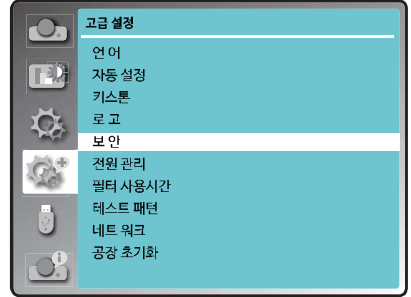 고급 설정
언 어
자동 설정
키스톤
로 고
보 안
전원 관리
필터 사용시간
테스트 패턴
네트 워크
공장 초기화